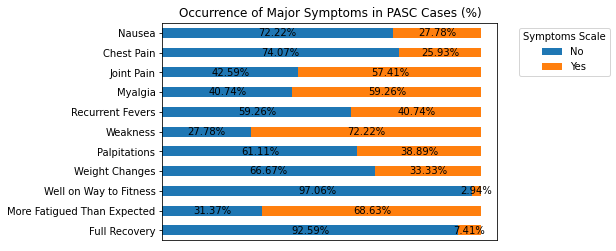 Occurrence of Major Symptoms in PASC Cases (%)
Nausea 72.22% 27.78%
Chest Pain 74.07% 25.93%
Joint Pain 42.59% 57.41%
Myalgia 40.74% 59.26%
Recurrent Fevers 59.26% 40.74%
Weakness 27.78% 72.22%
Palpitations 61.11% 38.89%
Weight Changes 66.67% 33.33%
Well on Way to Fitness 97.06% 2.94%
More Fatigued Than Expected 31.37% 68.63%
Full Recovery 92.59% 7.41%
Symptoms Scale
No
Yes